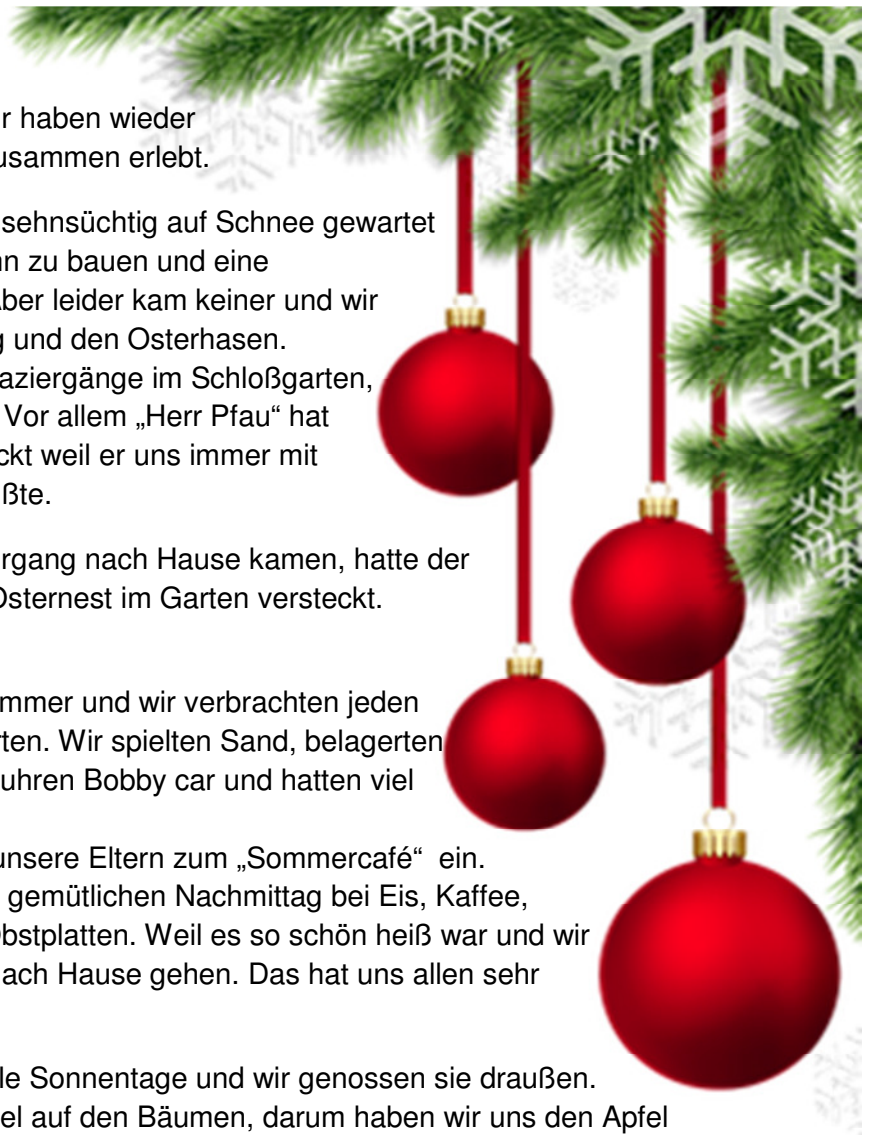 r haben wieder
usammen erlebt.
sehnsüchtig auf Schnee gewartet
nn zu bauen und eine
Aber leider kam keiner und wir
g und den Osterhasen.
aziergänge im Schloßgarten,
Vor allem „Herr Pfau“ hat
ckt weil er uns immer mit
ßte.
rgang nach Hause kamen, hatte der
Osternest im Garten versteckt.
mmer und wir verbrachten jeden
rten. Wir spielten Sand, belagerten
uhren Bobby car und hatten viel
unsere Eltern zum „Sommercafé“ ein.
gemütlichen Nachmittag bei Eis, Kaffee,
Obstplatten. Weil es so schön heiß war und wir
nach Hause gehen. Das hat uns allen sehr
le Sonnentage und wir genossen sie draußen.
el auf den Bäumen, darum haben wir uns den Apfel